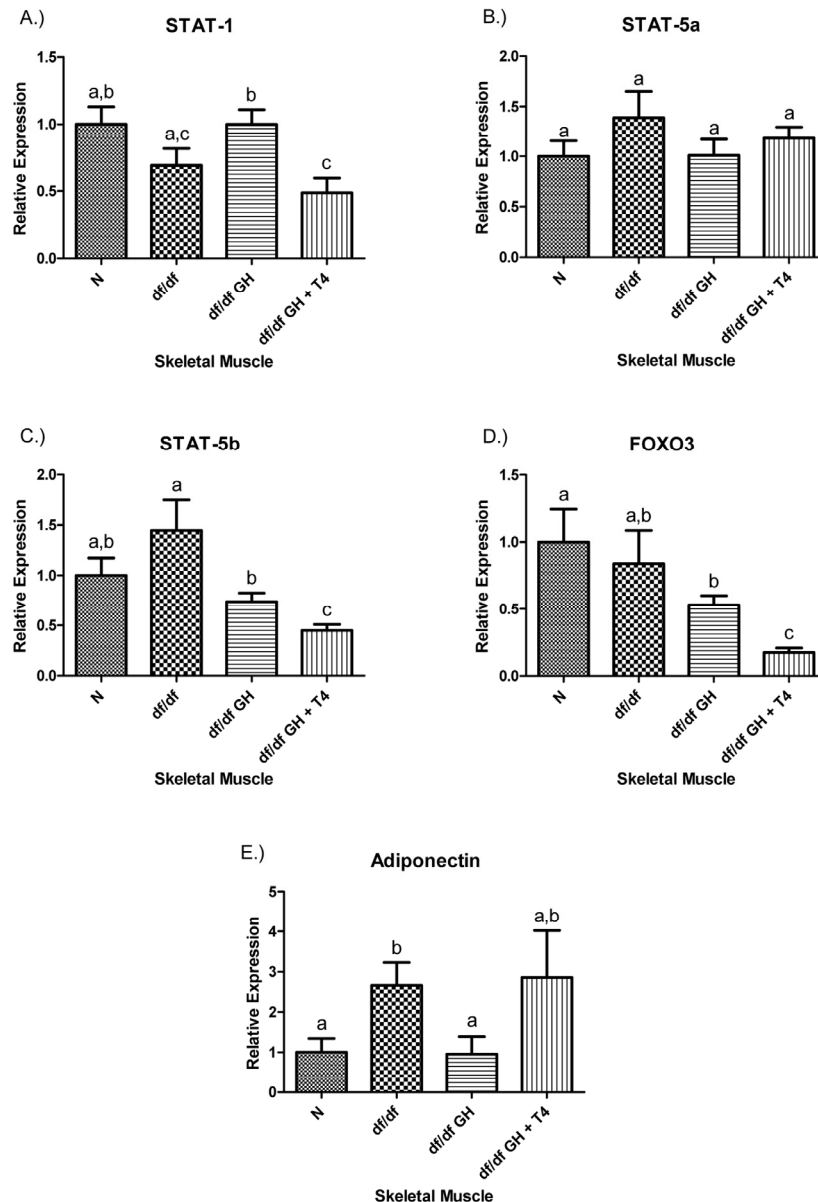 A.)
STAT-1
Relative Expression
1.5
1.0
0.5
0.0
a,b
a,c
b
c
N
df/df
df/df GH
df/df GH + T4
Skeletal Muscle
B.)
STAT-5a
Relative Expression
2.0
1.5
1.0
0.5
0.0
a
a
a
a
N
df/df
df/df GH
df/df GH + T4
Skeletal Muscle
C.)
STAT-5b
Relative Expression
2.0
1.5
1.0
0.5
0.0
a,b
a
b
c
N
df/df
df/df GH
df/df GH + T4
Skeletal Muscle
D.)
FOXO3
Relative Expression
1.5
1.0
0.5
0.0
a
a,b
b
c
N
df/df
df/df GH
df/df GH + T4
Skeletal Muscle
E.)
Adiponectin
Relative Expression
5
4
3
2
1
0
a
b
a
a,b
N
df/df
df/df GH
df/df GH + T4
Skeletal Muscle